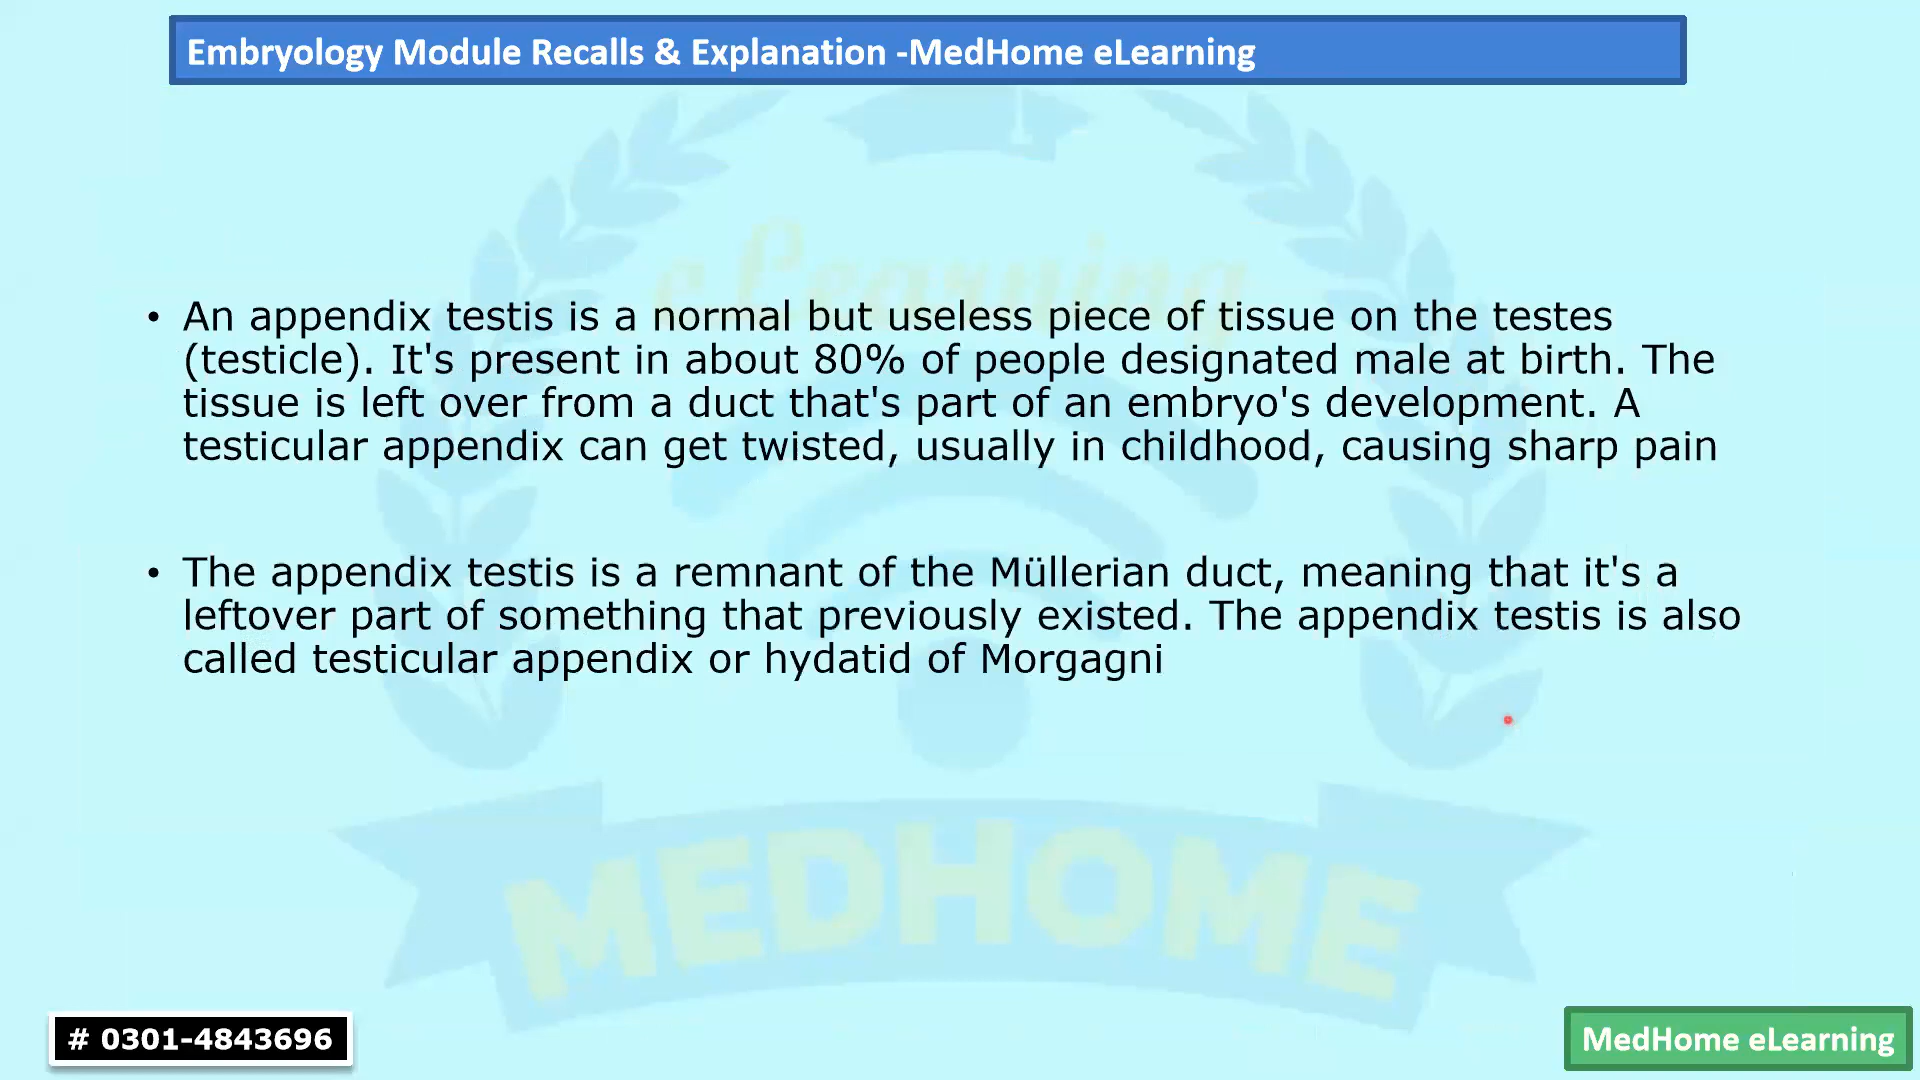 Embryology Module Recalls & Explanation -MedHome eLearning
eLearning
• An appendix testis is a normal but useless piece of tissue on the testes
(testicle). It's present in about 80% of people designated male at birth. The
tissue is left over from a duct that's part of an embryo's development. A
testicular appendix can get twisted, usually in childhood, causing sharp pain
• The appendix testis is a remnant of the Müllerian duct, meaning that it's a
leftover part of something that previously existed. The appendix testis is also
called testicular appendix or hydatid of Morgagni
MEDHOME
# 0301-4843696
MedHome eLearning